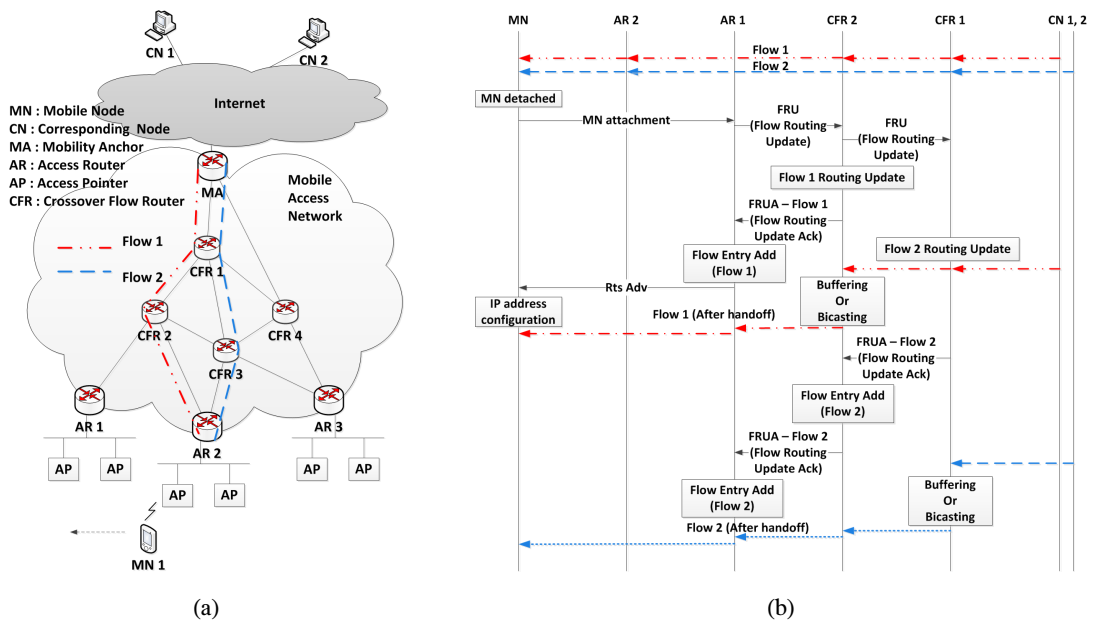 CN 1
CN 2
Internet
MN : Mobile Node
CN : Corresponding Node
MA : Mobility Anchor
AR : Access Router
AP : Access Pointer
CFR : Crossover Flow Router
MA
Mobile
Access
Network
Flow 1
Flow 2
CFR 1
CFR 2
CFR 4
CFR 3
AR 1
AR 2
AR 3
AP
AP
AP
AP
AP
AP
MN 1
(a)
MN
AR 2
AR 1
CFR 2
CFR 1
CN 1, 2
Flow 1
Flow 2
MN detached
MN attachment
FRU
(Flow Routing
Update)
FRU
(Flow Routing
Update)
Flow 1 Routing Update
FRUA – Flow 1
(Flow Routing
Update Ack)
Flow 2 Routing Update
Flow Entry Add
(Flow 1)
Rts Adv
Buffering
Or
Bicasting
IP address
configuration
Flow 1 (After handoff)
FRUA – Flow 2
(Flow Routing
Update Ack)
Flow Entry Add
(Flow 2)
FRUA – Flow 2
(Flow Routing
Update Ack)
Flow Entry Add
(Flow 2)
Buffering
Or
Bicasting
Flow 2 (After handoff)
(b)